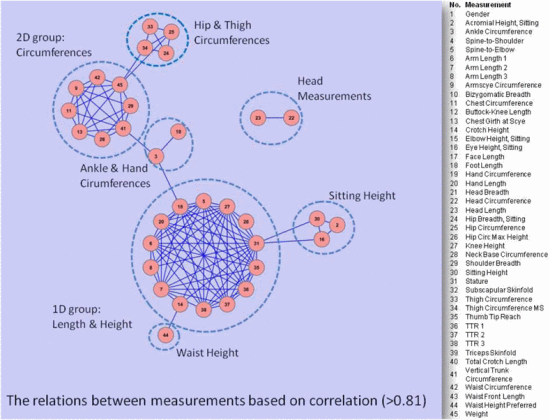 2D group:
Circumferences
Hip & Thigh
Circumferences
33
25
34
24
42
45
9
29
11
41
13
28
Head
Measurements
23
22
19
3
Ankle & Hand
Circumferences
Sitting Height
30
2
16
18
5
27
31
6
8
7
14
37
1D group:
Length & Height
44
Waist Height
The relations between measurements based on correlation (>0.81)
No. Measurement
1 Gender
2 Acromial Height, Sitting
3 Ankle Circumference
4 Spine-to-Shoulder
5 Spine-to-Elbow
6 Arm Length 1
7 Arm Length 2
8 Arm Length 3
9 Armscye Circumference
10 Bizygomatic Breadth
11 Chest Circumference
12 Buttock-Knee Length
13 Chest Girth at Scye
14 Crotch Height
15 Elbow Height, Sitting
16 Eye Height, Sitting
17 Face Length
18 Foot Length
19 Hand Circumference
20 Hand Length
21 Head Breadth
22 Head Circumference
23 Head Length
24 Hip Breadth, Sitting
25 Hip Circumference
26 Hip Circ Max Height
27 Knee Height
28 Neck Base Circumference
29 Shoulder Breadth
30 Sitting Height
31 Stature
32 Subscapular Skinfold
33 Thigh Circumference
34 Thigh Circumference MS
35 Thumb Tip Reach
36 TTR 1
37 TTR 2
38 TTR 3
39 Triceps Skinfold
40 Total Crotch Length
41 Vertical Trunk
Circumference
42 Waist Circumference
43 Waist Front Length
44 Waist Height Preferred
45 Weight